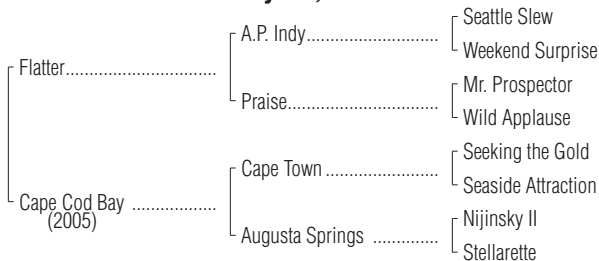 Seattle Slew
A.P. Indy
Weekend Surprise
Flatter
Mr. Prospector
Praise
Wild Applause
Seeking the Gold
Cape Town
Seaside Attraction
Cape Cod Bay
(2005)
Nijinsky II
Augusta Springs
Stellarette